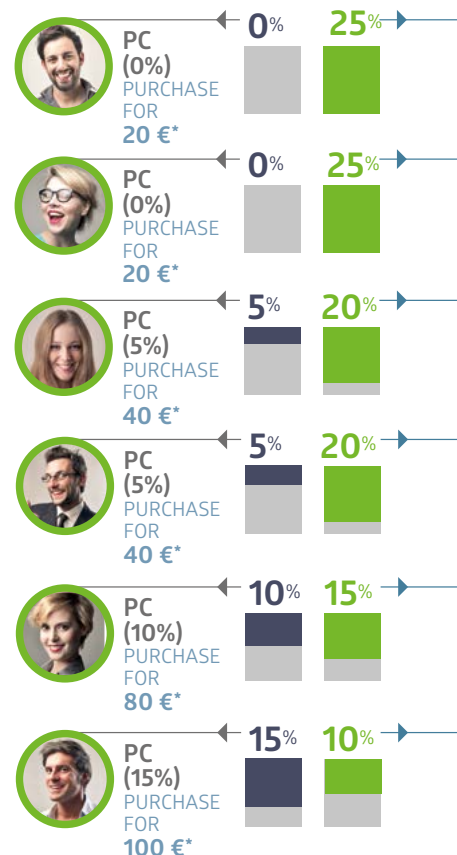 0% 25%
PC
(0%)
PURCHASE
FOR
20 €*
0% 25%
PC
(0%)
PURCHASE
FOR
20 €*
5% 20%
PC
(5%)
PURCHASE
FOR
40 €*
5% 20%
PC
(5%)
PURCHASE
FOR
40 €*
10% 15%
PC
(10%)
PURCHASE
FOR
80 €*
15% 10%
PC
(15%)
PURCHASE
FOR
100 €*